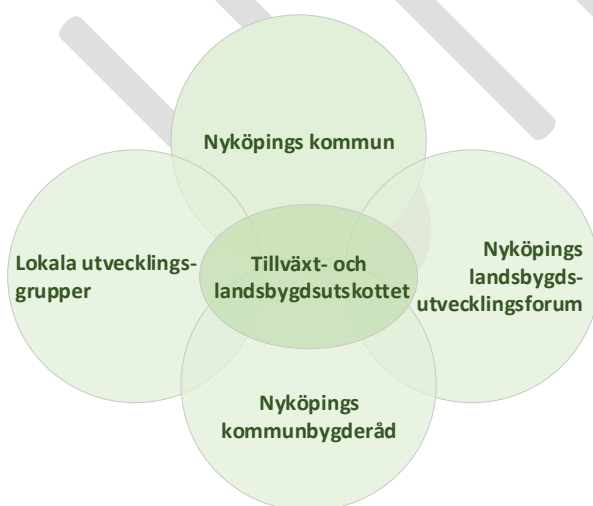 Nyköpings kommun
Lokala utvecklings-
grupper
Tillväxt- och
landsbygdsutskottet
Nyköpings
landsbygds-
utvecklingsforum
Nyköpings
kommunbygderåd